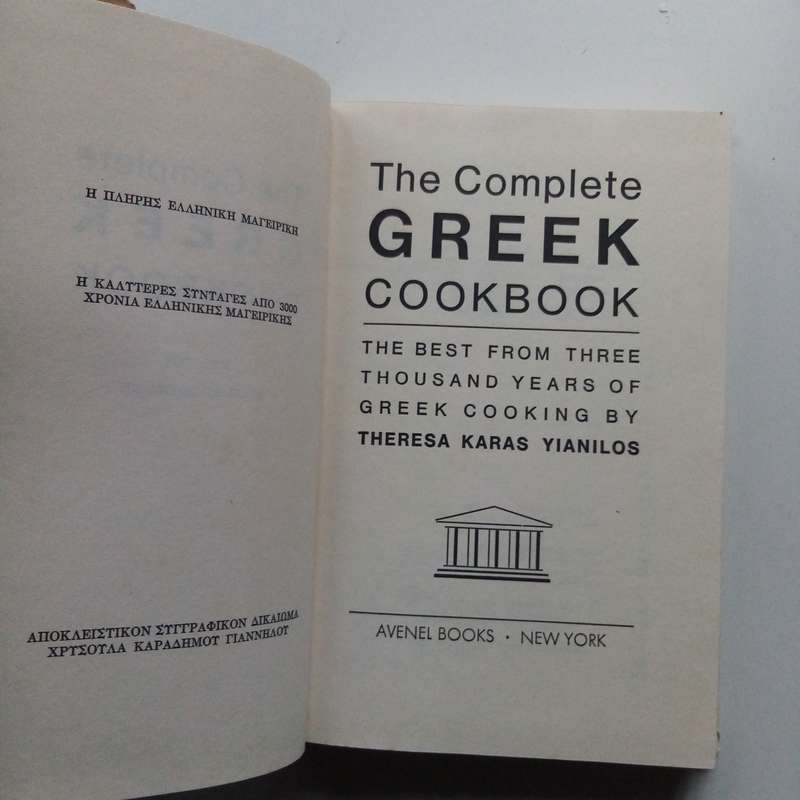 Η ΠΛΗΡΗΣ ΕΛΛΗΝΙΚΗ ΜΑΓΕΙΡΙΚΗ
Η ΚΑΛΥΤΕΡΕΣ ΣΥΝΤΑΓΕΣ ΑΠΟ 3000
ΧΡΟΝΙΑ ΕΛΛΗΝΙΚΗΣ ΜΑΓΕΙΡΙΚΗΣ
ΑΠΟΚΛΕΙΣΤΙΚΟΝ ΣΥΓΓΡΑΦΙΚΟΝ ΔΙΚΑΙΩΜΑ
ΧΡΥΣΟΥΛΑ ΚΑΡΑΔΗΜΟΥ ΓΙΑΝΝΗΛΟΥ
The Complete
GREEK
COOKBOOK
THE BEST FROM THREE
THOUSAND YEARS OF
GREEK COOKING BY
THERESA KARAS YIANILOS
AVENEL BOOKS · NEW YORK